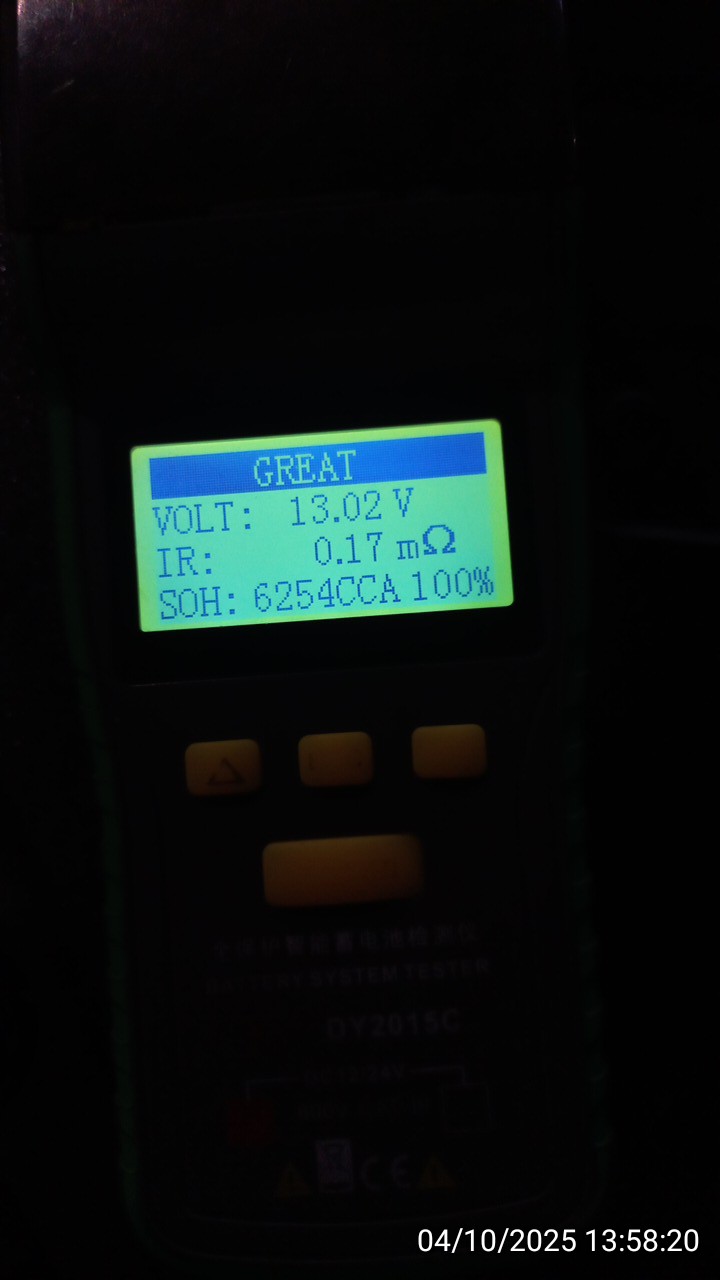 GREAT
VOLT: 13.02 V
IR: 0.17 mΩ
SOH: 6254CCA 100%
BATTERY SYSTEM TESTER
DY2015C
CE
04/10/2025 13:58:20